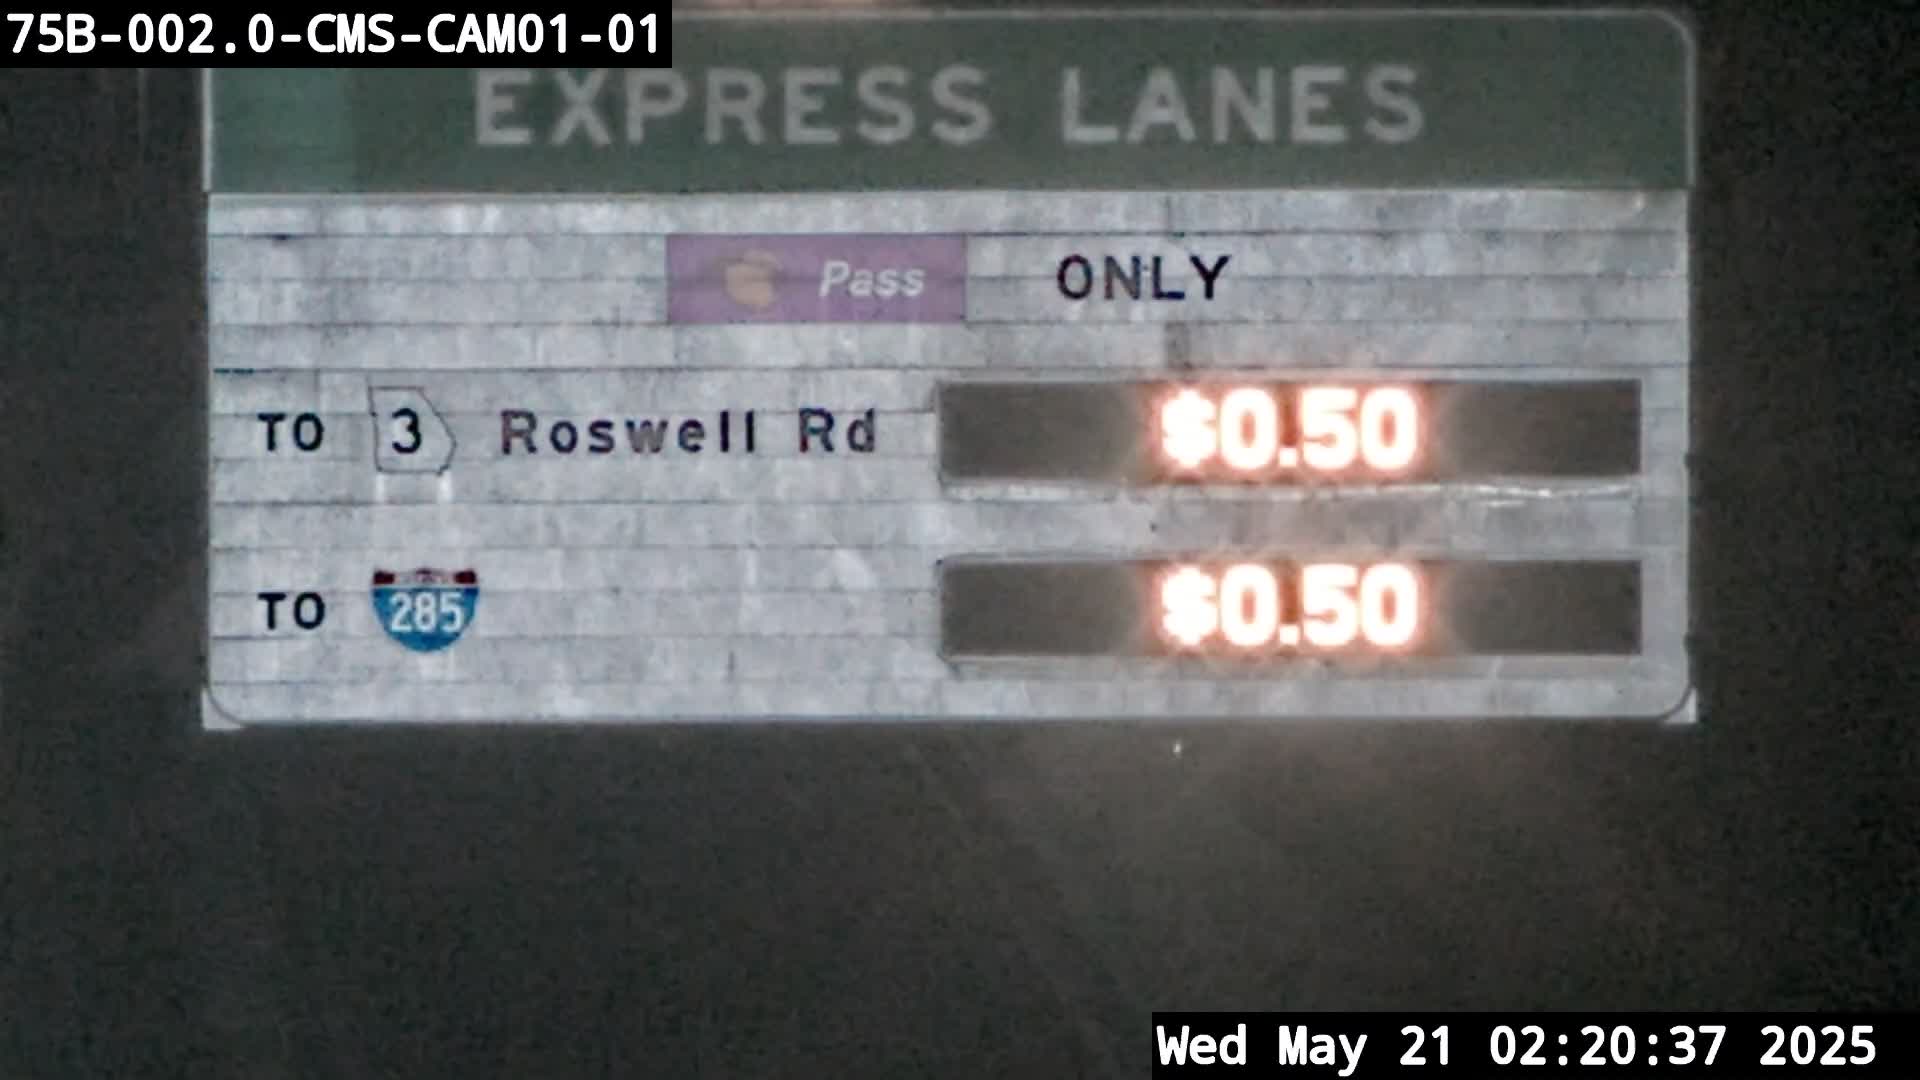 75B-002.0-CMS-CAM01-01
EXPRESS LANES
Pass ONLY
TO 3 Roswell Rd $0.50
TO 285 $0.50
Wed May 21 02:20:37 2025